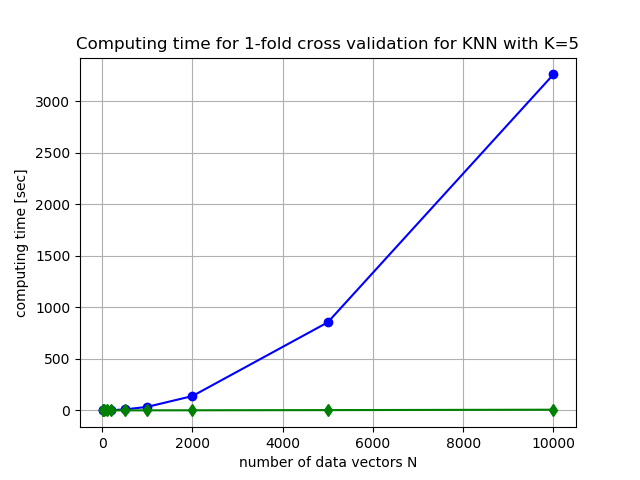 Computing time for 1-fold cross validation for KNN with K=5
3000
2500
2000
1500
1000
500
0
computing time [sec]
0 2000 4000 6000 8000 10000
number of data vectors N